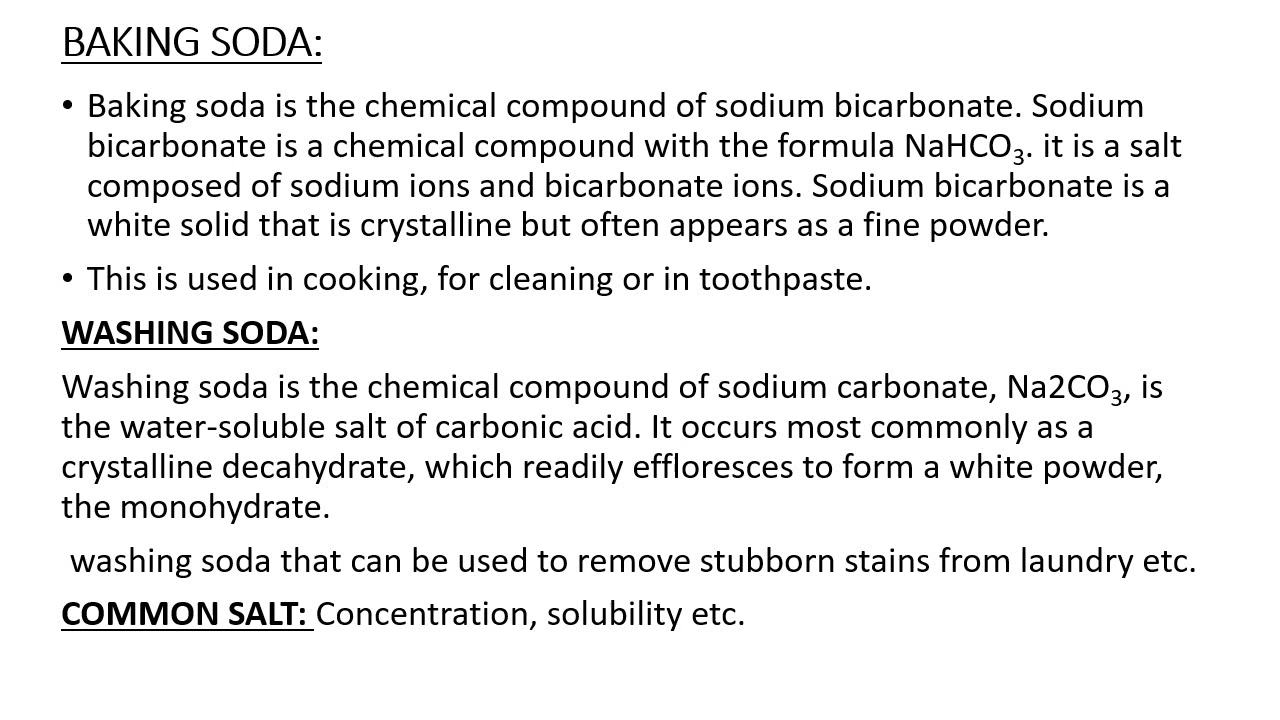 BAKING SODA:
• Baking soda is the chemical compound of sodium bicarbonate. Sodium
bicarbonate is a chemical compound with the formula NaHCO₃. it is a salt
composed of sodium ions and bicarbonate ions. Sodium bicarbonate is a
white solid that is crystalline but often appears as a fine powder.
• This is used in cooking, for cleaning or in toothpaste.
WASHING SODA:
Washing soda is the chemical compound of sodium carbonate, Na2CO₃, is
the water-soluble salt of carbonic acid. It occurs most commonly as a
crystalline decahydrate, which readily effloresces to form a white powder,
the monohydrate.
washing soda that can be used to remove stubborn stains from laundry etc.
COMMON SALT: Concentration, solubility etc.